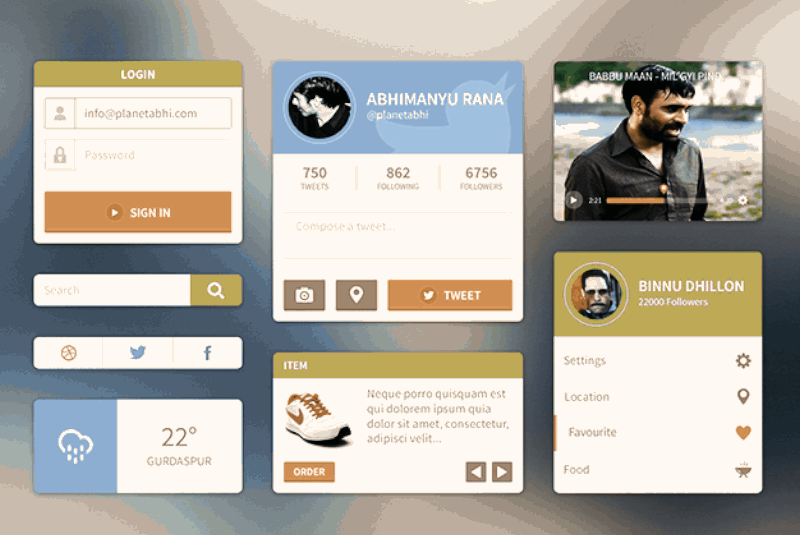 LOGIN
info@planetabhi.com
Password
SIGN IN
Search
22°
GURDASPUR
ABHIMANYU RANA
@planetabhi
750
TWEETS
862
FOLLOWING
6756
FOLLOWERS
Compose a tweet...
TWEET
ITEM
Neque porro quisquam est
qui dolorem ipsum quia
dolor sit amet, consectetur,
adipisci velit...
ORDER
BABBU MAAN - MIL'GYI PIND
2:21
BINNU DHILLON
22000 Followers
Settings
Location
Favourite
Food